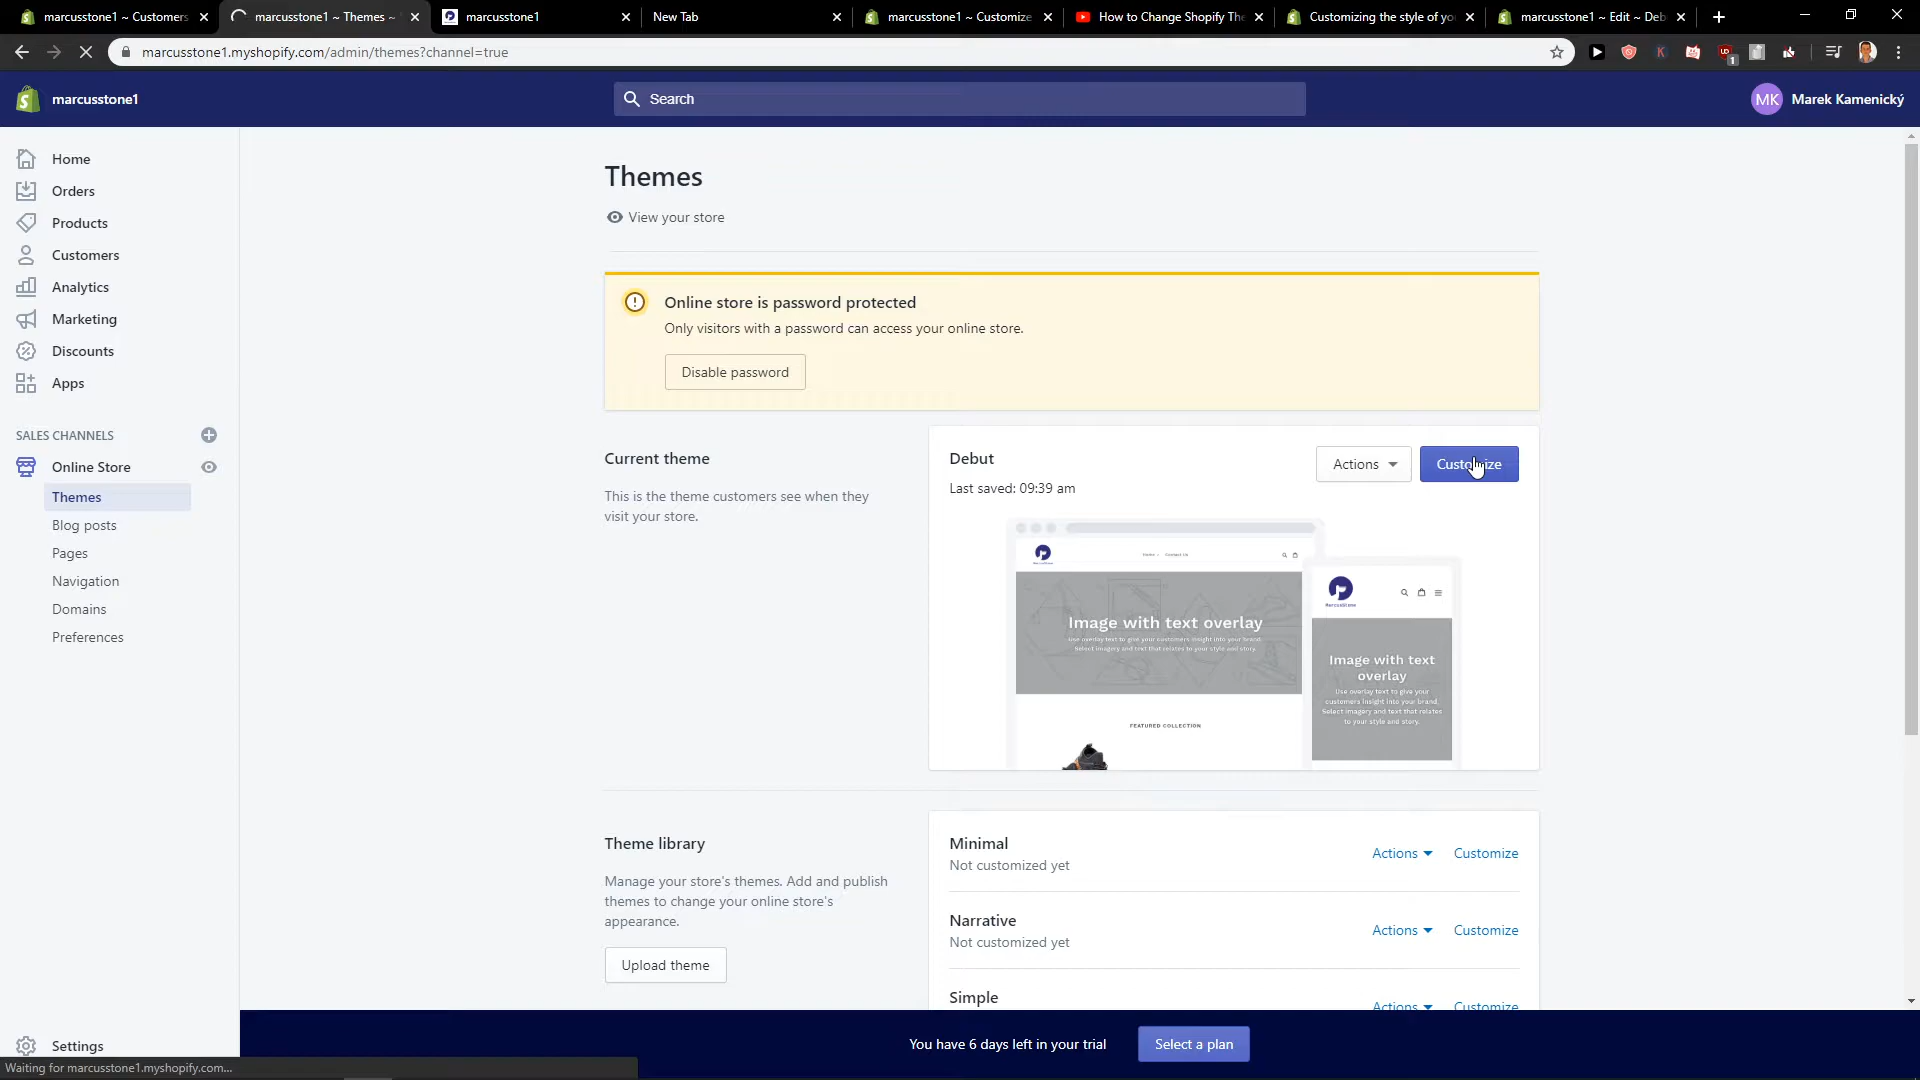 marcusstone1 ~ Customers
marcusstone1 ~ Themes ~
marcusstone1
New Tab
marcusstone1 ~ Customize
How to Change Shopify The
Customizing the style of yo
marcusstone1 ~ Edit ~ Deb
marcusstone1.myshopify.com/admin/themes?channel=true
marcusstone1
Search
MK
Marek Kamenický
Home
Orders
Products
Customers
Analytics
Marketing
Discounts
Apps
SALES CHANNELS
Online Store
Themes
Blog posts
Pages
Navigation
Domains
Preferences
Settings
Themes
View your store
Online store is password protected
Only visitors with a password can access your online store.
Disable password
Current theme
This is the theme customers see when they
visit your store.
Debut
Last saved: 09:39 am
Actions
Customize
Home
Contact Us
Image with text overlay
Use overlay text to give your customers insight into your brand.
Select imagery and text that relates to your style and story.
FEATURED COLLECTION
Image with text
overlay
Use overlay text to give your
customers insight into your brand.
Select imagery and text that relates
to your style and story.
Theme library
Manage your store's themes. Add and publish
themes to change your online store's
appearance.
Upload theme
Minimal
Not customized yet
Actions
Customize
Narrative
Not customized yet
Actions
Customize
Simple
Actions
Customize
You have 6 days left in your trial
Select a plan
Waiting for marcusstone1.myshopify.com...